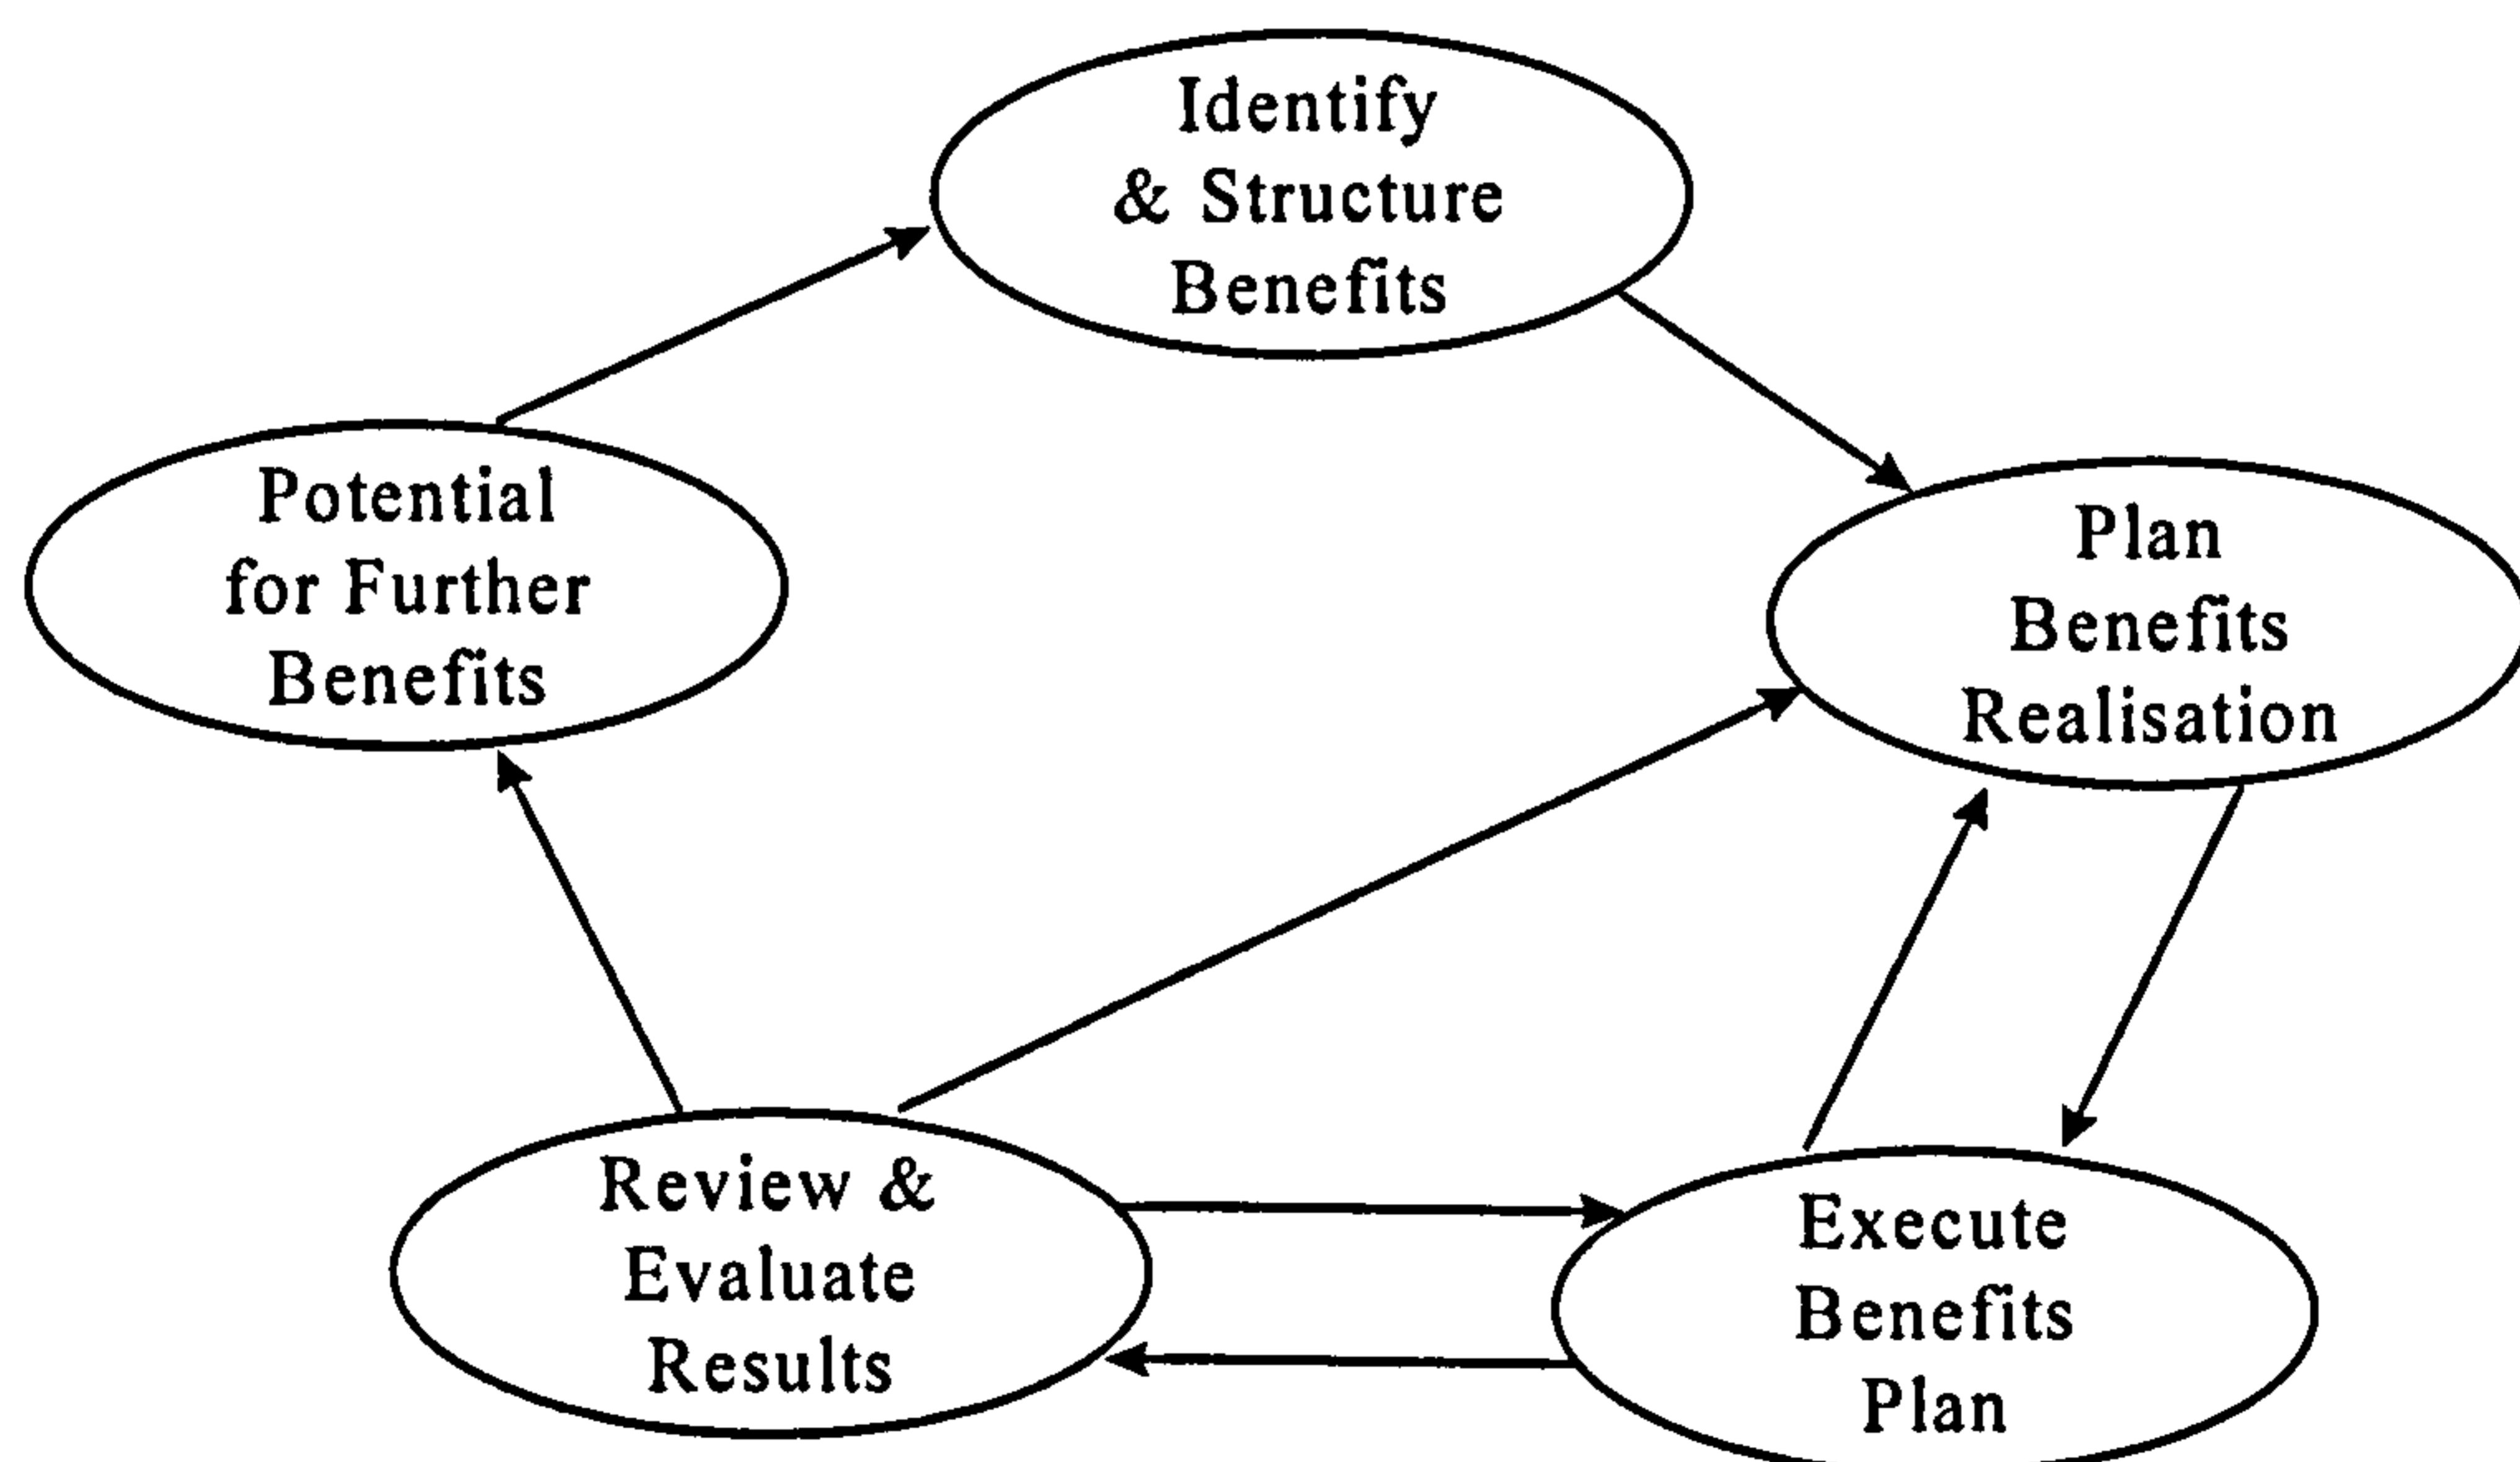 Identify
& Structure
Benefits
Potential
for Further
Benefits
Plan
Benefits
Realisation
Review &
Evaluate
Results
Execute
Benefits
Plan